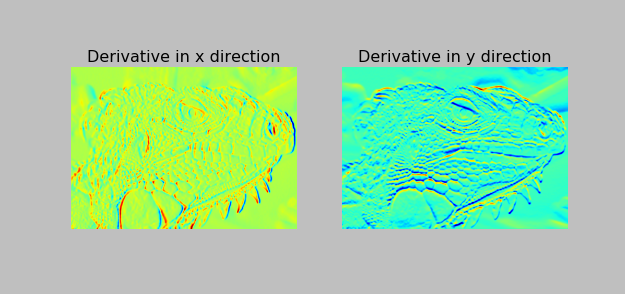 Derivative in x direction
Derivative in y direction